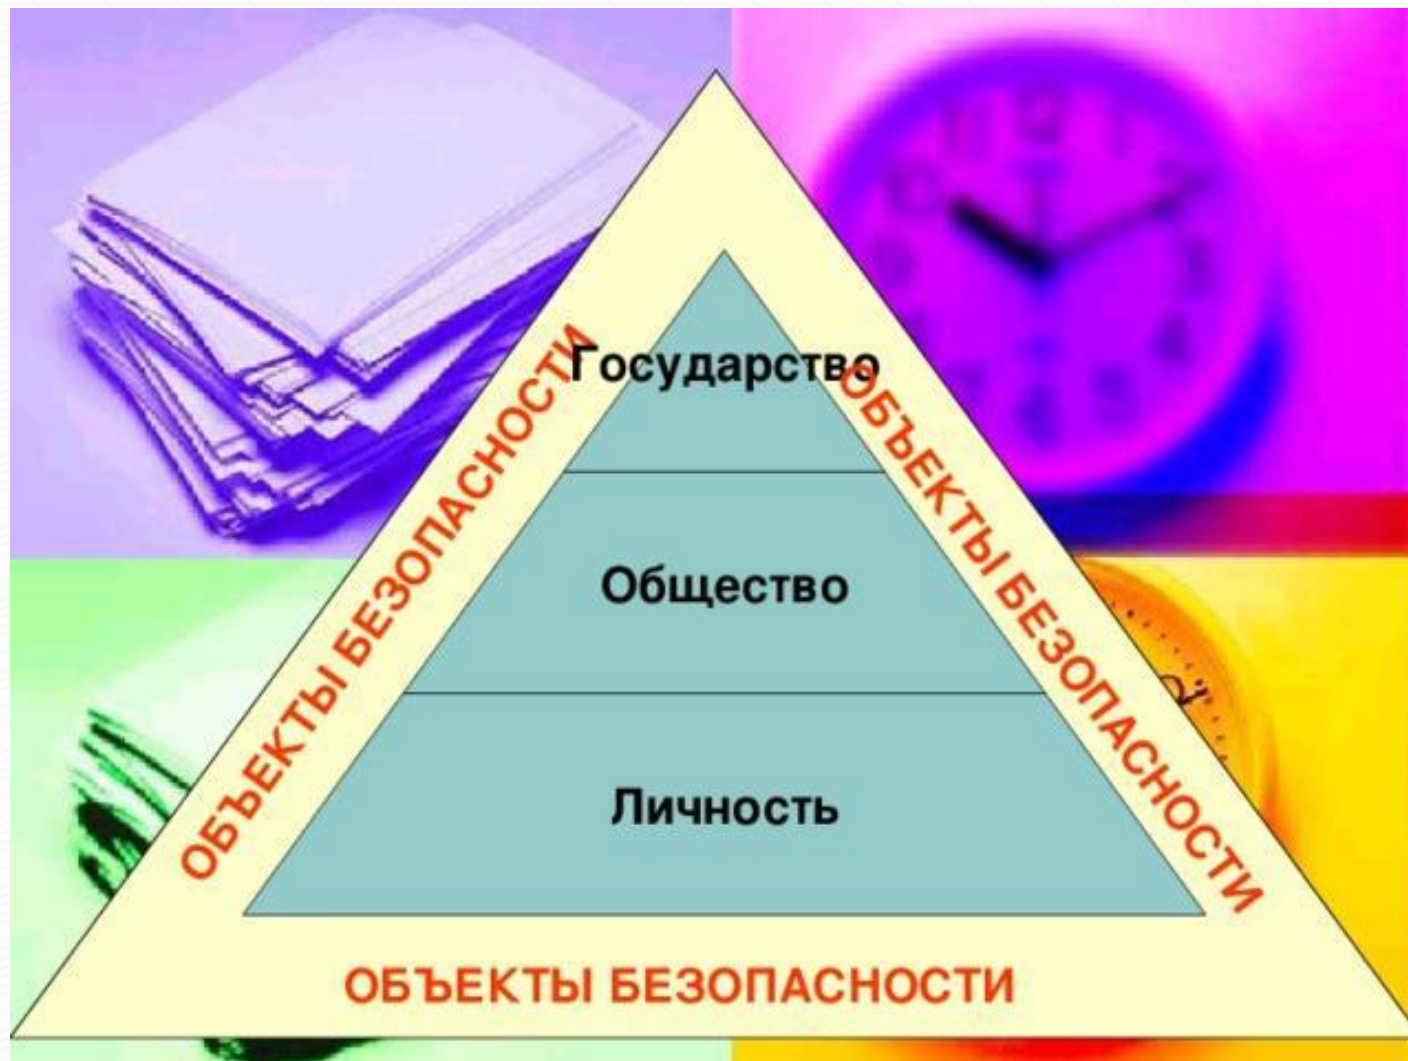 Государство
Общество
Личность
ОБЪЕКТЫ БЕЗОПАСНОСТИ
ОБЪЕКТЫ БЕЗОПАСНОСТИ
ОБЪЕКТЫ БЕЗОПАСНОСТИ